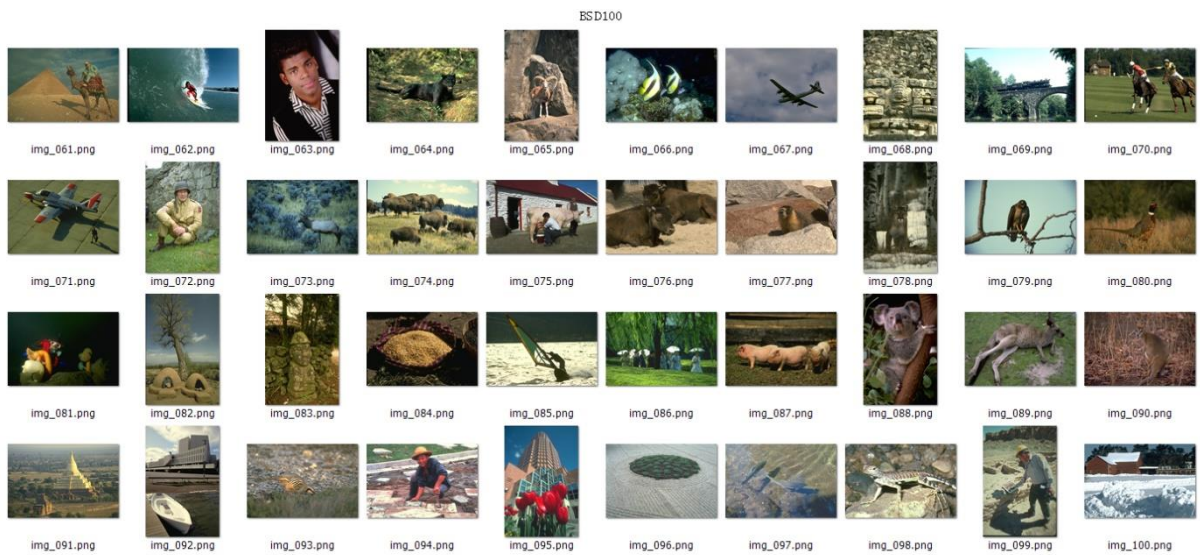 BSD100
img_061.png img_062.png img_063.png img_064.png img_065.png img_066.png img_067.png img_068.png img_069.png img_070.png
img_071.png img_072.png img_073.png img_074.png img_075.png img_076.png img_077.png img_078.png img_079.png img_080.png
img_081.png img_082.png img_083.png img_084.png img_085.png img_086.png img_087.png img_088.png img_089.png img_090.png
img_091.png img_092.png img_093.png img_094.png img_095.png img_096.png img_097.png img_098.png img_099.png img_100.png